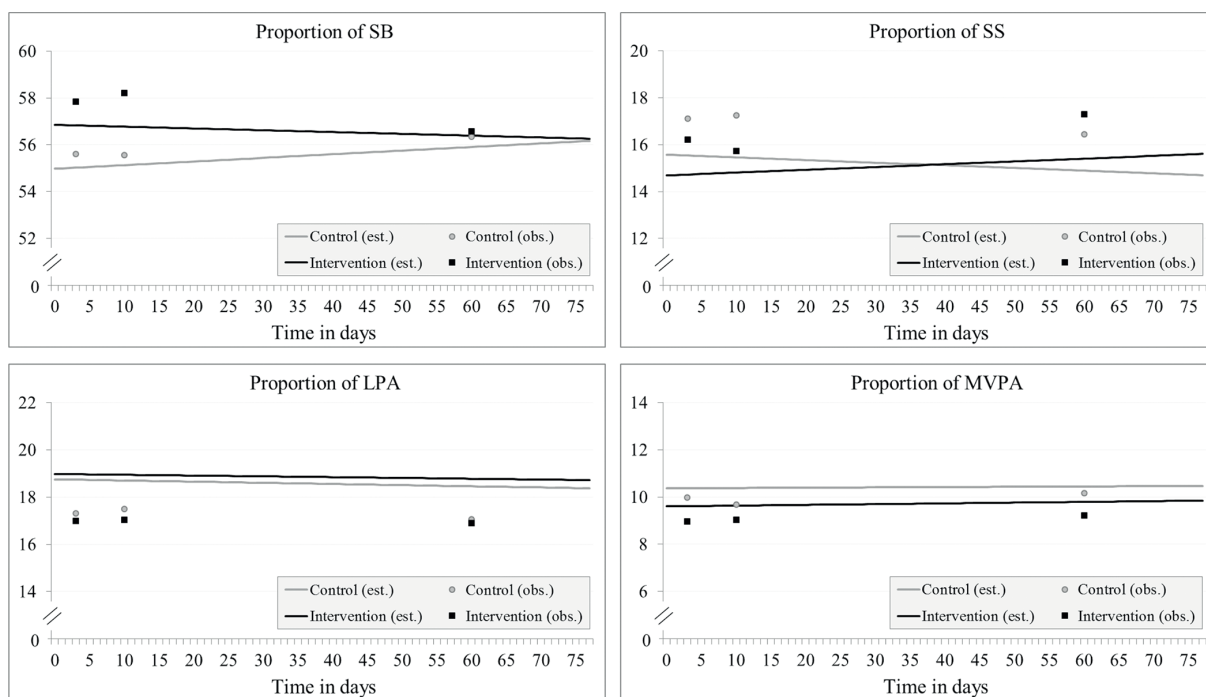 Proportion of SB
60
58
56
54
52
0
Control (est.) Control (obs.)
Intervention (est.) Intervention (obs.)
0 5 10 15 20 25 30 35 40 45 50 55 60 65 70 75
Time in days
Proportion of SS
20
18
16
14
12
0
Control (est.) Control (obs.)
Intervention (est.) Intervention (obs.)
0 5 10 15 20 25 30 35 40 45 50 55 60 65 70 75
Time in days
Proportion of LPA
22
20
18
16
14
0
Control (est.) Control (obs.)
Intervention (est.) Intervention (obs.)
0 5 10 15 20 25 30 35 40 45 50 55 60 65 70 75
Time in days
Proportion of MVPA
14
12
10
8
6
0
Control (est.) Control (obs.)
Intervention (est.) Intervention (obs.)
0 5 10 15 20 25 30 35 40 45 50 55 60 65 70 75
Time in days